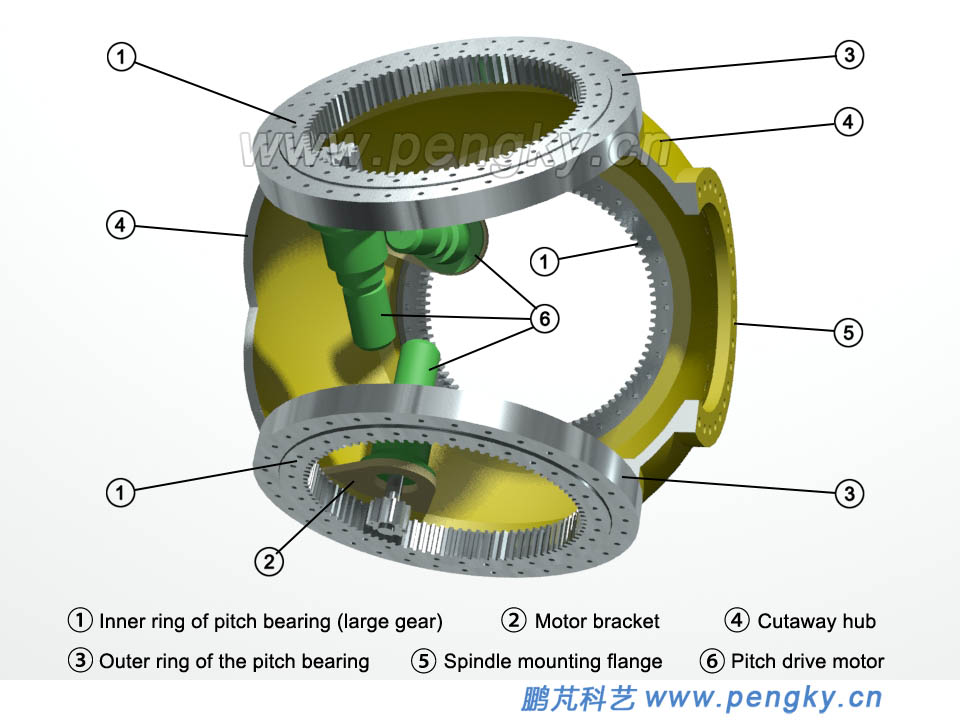 ① ③
www.pengky.cn
④
④
①
⑥
⑤
①
③
②
① Inner ring of pitch bearing (large gear) ② Motor bracket ④ Cutaway hub
③ Outer ring of the pitch bearing ⑤ Spindle mounting flange ⑥ Pitch drive motor
鹏芃科艺 www.pengky.cn